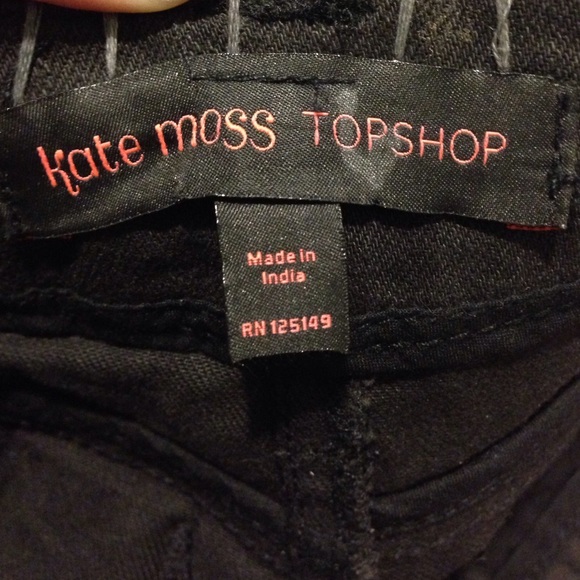 kate moss TOPSHOP
Made in
India
RN 125149